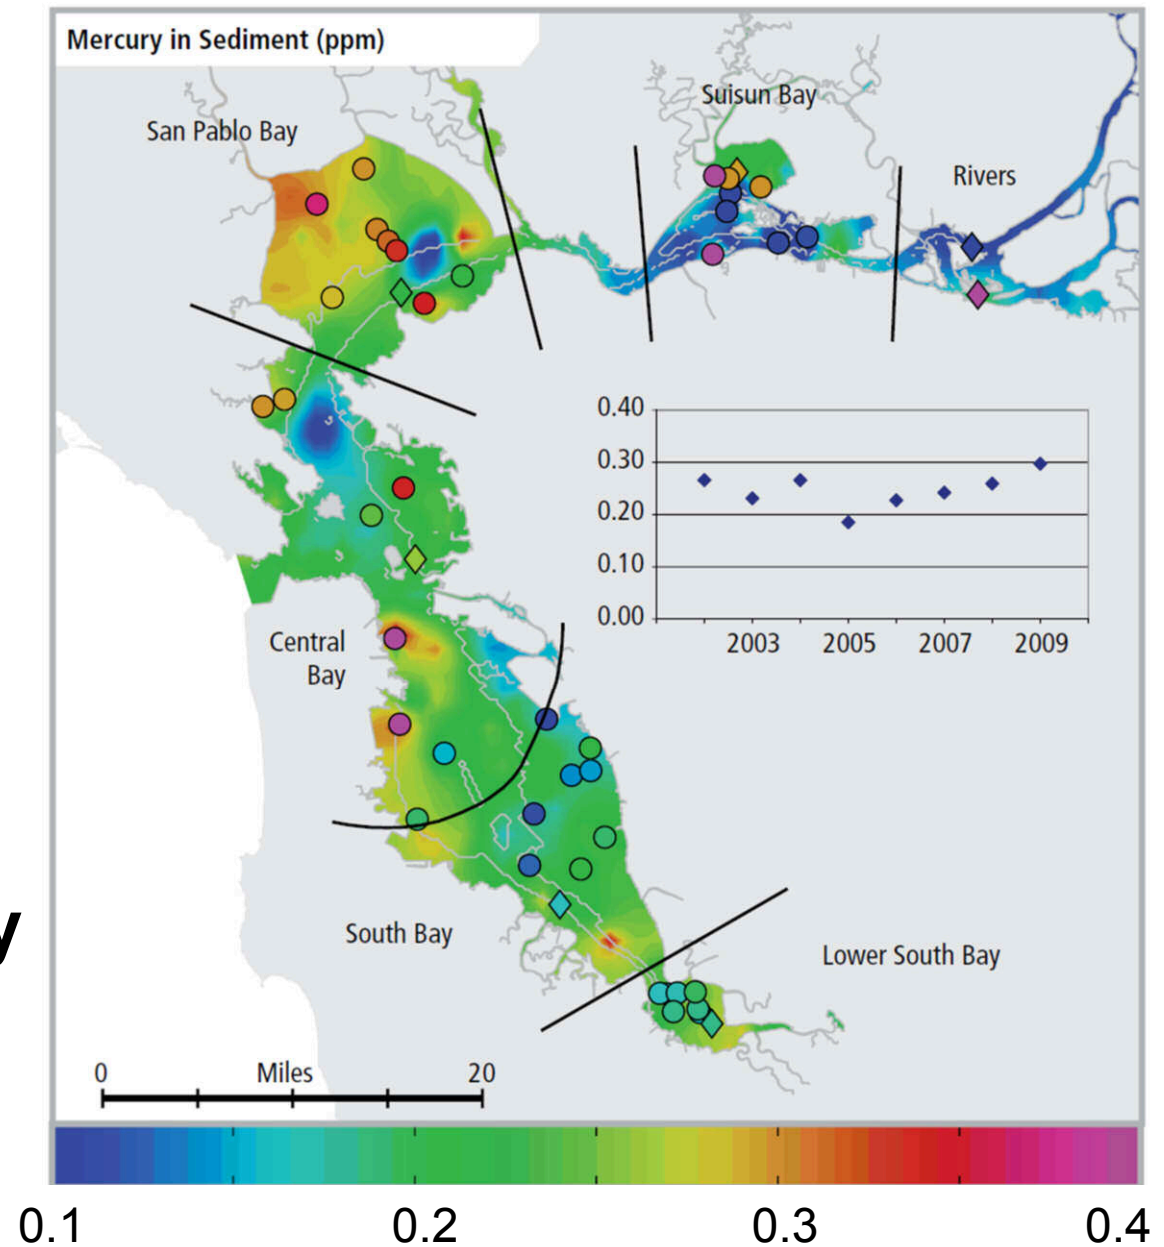 Mercury in Sediment (ppm)
Suisun Bay
San Pablo Bay
Rivers
0.40
0.30
0.20
0.10
0.00
2003 2005 2007 2009
Central
Bay
y
South Bay
Lower South Bay
0 Miles 20
0.1 0.2 0.3 0.4